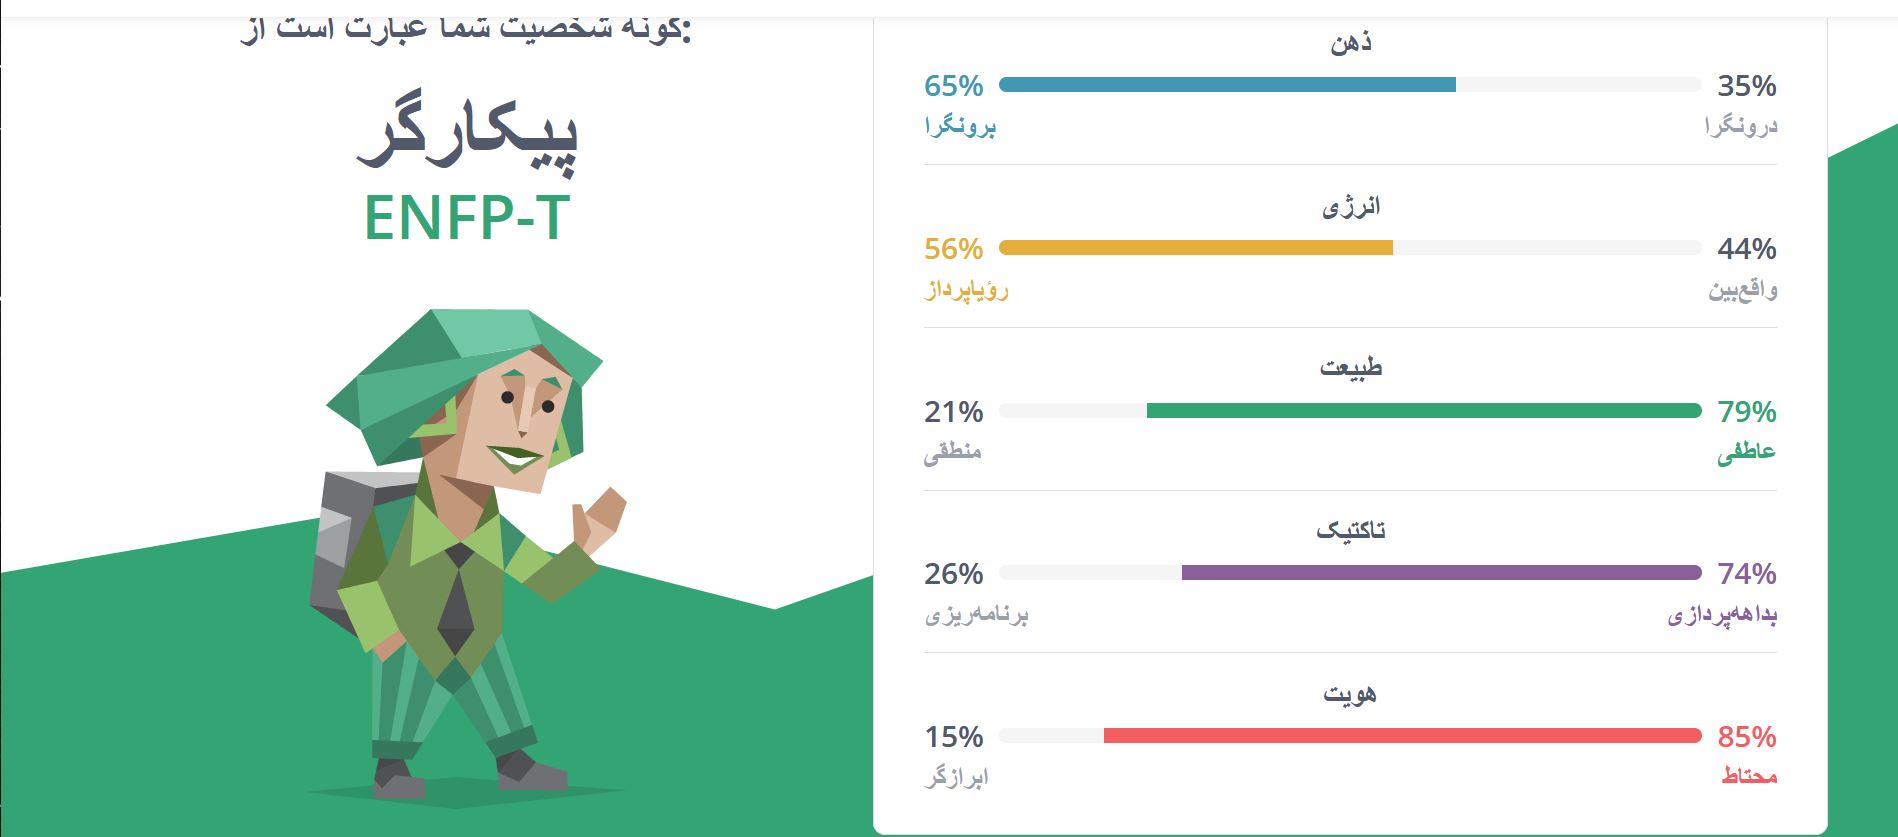 گونه شخصیت شما عبارت است از:
پیکارگر
ENFP-T
ذهن
65% 35%
برونگرا درونگرا
انرژی
56% 44%
رؤیاپرداز واقع‌بین
طبیعت
21% 79%
منطقی عاطفی
تاکتیک
26% 74%
برنامه‌ریزی بداهه‌پردازی
هویت
15% 85%
ابرازگر محتاط